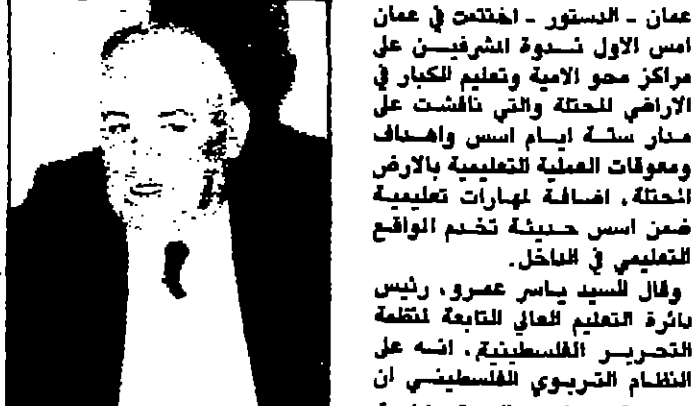 عمان - الدستور - اختتمت في عمان
امس الاول ندوة المشرفين على
مراكز محو الامية وتعليم الكبار في
الاراضي المحتلة والتي ناقشت على
مدار ستة ايام اسس واهداف
ومعوقات العملية التعليمية بالارض
المحتلة، اضافة لمهارات تعليمية
ضمن اسس حديثة تخدم الواقع
التعليمي في الداخل.
وقال السيد ياسر عمرو، رئيس
دائرة التعليم العالي التابعة لمنظمة
التحرير الفلسطينية، انه على
النظام التربوي الفلسطيني ان